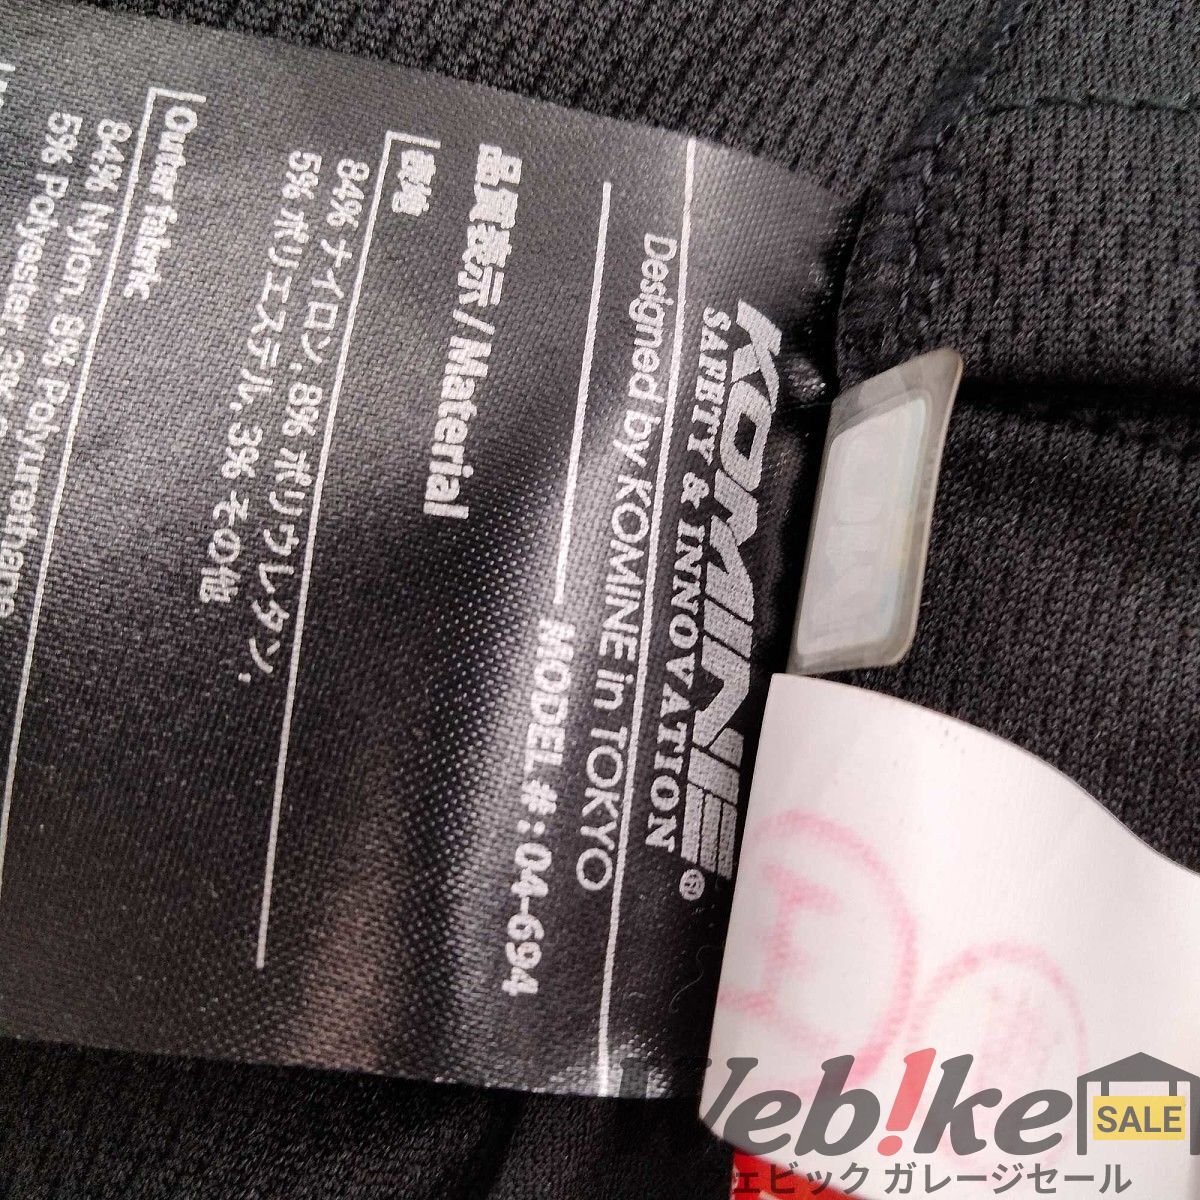 KOMINE®
SAFETY & INNOVATION
Designed by KOMINE in TOKYO
MODEL#:04-694
品質表示/Material
表地
84% ナイロン, 8% ポリウレタン,
5% ポリエステル, 3% その他
Outer fabric
84% Nylon, 8% Polyurethane
5% Polyester, 3%
Web!ke
SALE
ェビック ガレージセール